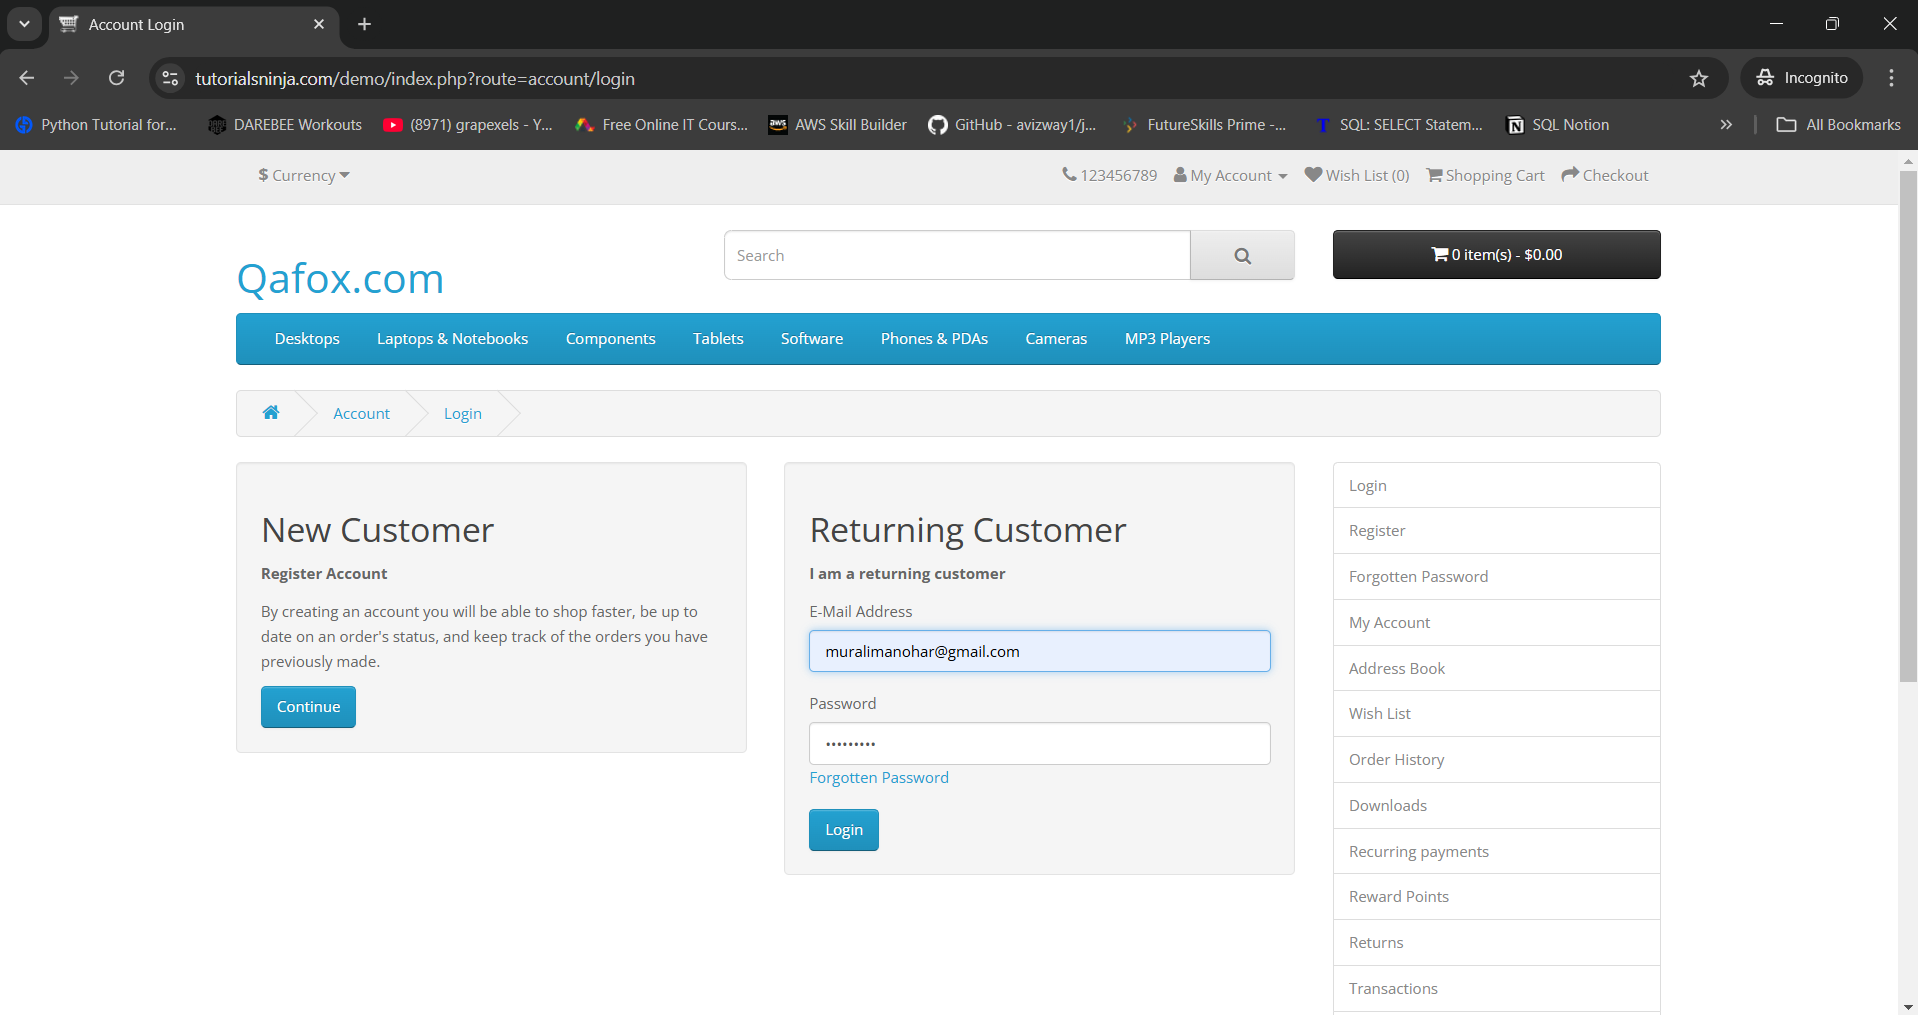 Account Login
tutorialsninja.com/demo/index.php?route=account/login
Incognito
Python Tutorial for...
DAREBEE Workouts
(8971) grapexels - Y...
Free Online IT Cours...
aws
AWS Skill Builder
GitHub - avizway1/j...
FutureSkills Prime -...
T
SQL: SELECT Statem...
SQL Notion
All Bookmarks
$ Currency
123456789
My Account
Wish List (0)
Shopping Cart
Checkout
Qafox.com
Search
0 item(s) - $0.00
Desktops
Laptops & Notebooks
Components
Tablets
Software
Phones & PDAs
Cameras
MP3 Players
Account
Login
New Customer
Register Account
By creating an account you will be able to shop faster, be up to
date on an order's status, and keep track of the orders you have
previously made.
Continue
Returning Customer
I am a returning customer
E-Mail Address
muralimanohar@gmail.com
Password
•••••••••
Forgotten Password
Login
Login
Register
Forgotten Password
My Account
Address Book
Wish List
Order History
Downloads
Recurring payments
Reward Points
Returns
Transactions